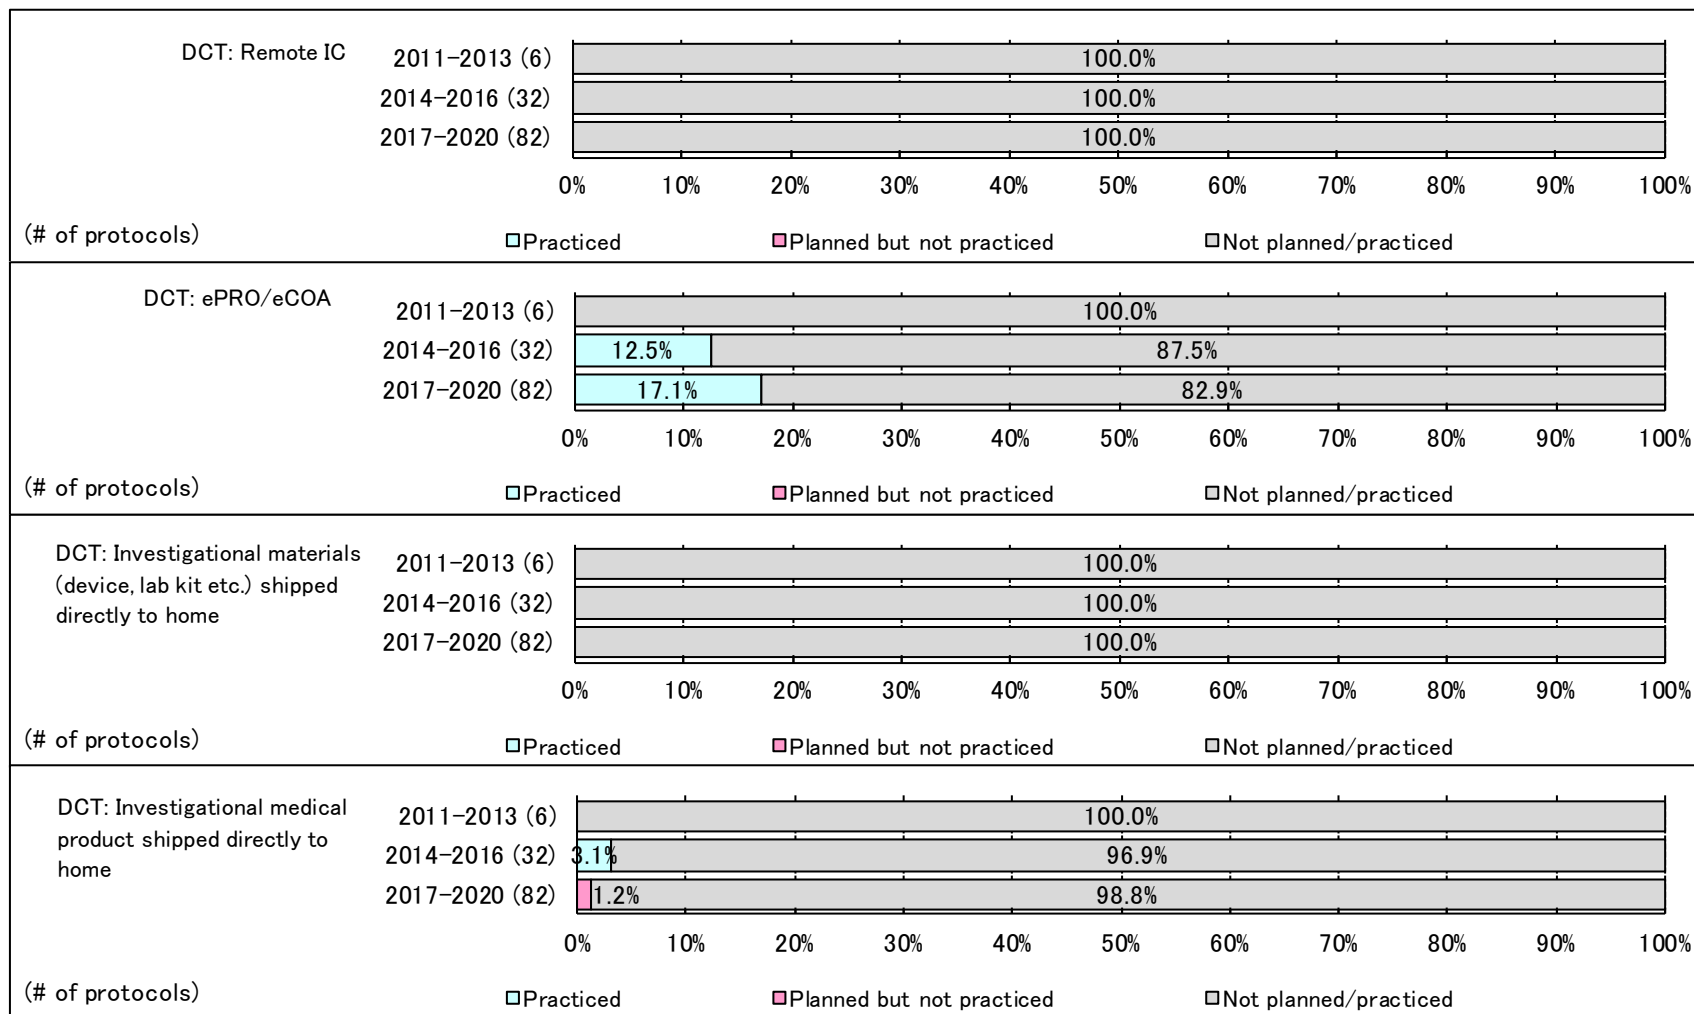 DCT: Remote IC
2011-2013 (6) 100.0%
2014-2016 (32) 100.0%
2017-2020 (82) 100.0%
0% 10% 20% 30% 40% 50% 60% 70% 80% 90% 100%
(# of protocols)
Practiced Planned but not practiced Not planned/practiced
DCT: ePRO/eCOA
2011-2013 (6) 100.0%
2014-2016 (32) 12.5% 87.5%
2017-2020 (82) 17.1% 82.9%
0% 10% 20% 30% 40% 50% 60% 70% 80% 90% 100%
(# of protocols)
Practiced Planned but not practiced Not planned/practiced
DCT: Investigational materials
(device, lab kit etc.) shipped
directly to home
2011-2013 (6) 100.0%
2014-2016 (32) 100.0%
2017-2020 (82) 100.0%
0% 10% 20% 30% 40% 50% 60% 70% 80% 90% 100%
(# of protocols)
Practiced Planned but not practiced Not planned/practiced
DCT: Investigational medical
product shipped directly to
home
2011-2013 (6) 100.0%
2014-2016 (32) 3.1% 96.9%
2017-2020 (82) 1.2% 98.8%
0% 10% 20% 30% 40% 50% 60% 70% 80% 90% 100%
(# of protocols)
Practiced Planned but not practiced Not planned/practiced